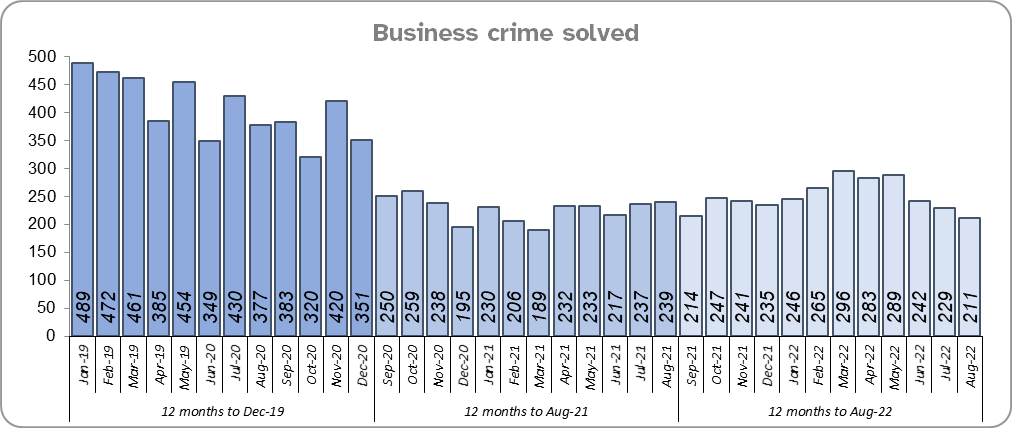 Business crime solved
500
450
400
350
300
250
200
150
100
50
0
489 472 461 385 454 349 430 377 383 320 420 351 250 259 238 195 230 206 189 232 233 217 237 239 214 247 241 235 246 265 296 283 289 242 229 211
Jan-19 Feb-19 Mar-19 Apr-19 May-19 Jun-20 Jul-20 Aug-20 Sep-20 Oct-20 Nov-20 Dec-20 Sep-20 Oct-20 Nov-20 Dec-20 Jan-21 Feb-21 Mar-21 Apr-21 May-21 Jun-21 Jul-21 Aug-21 Sep-21 Oct-21 Nov-21 Dec-21 Jan-22 Feb-22 Mar-22 Apr-22 May-22 Jun-22 Jul-22 Aug-22
12 months to Dec-19 12 months to Aug-21 12 months to Aug-22